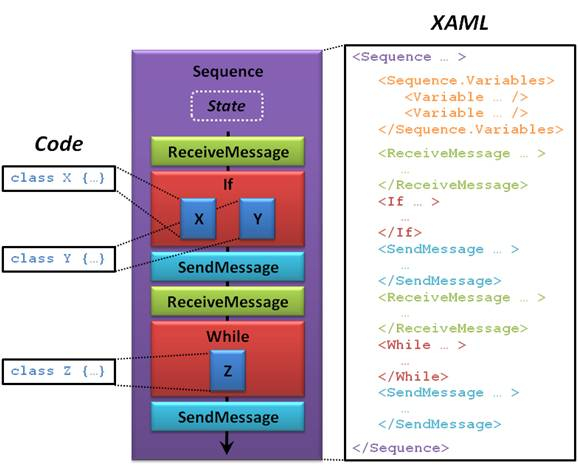 Code
class X {…}
class Y {…}
class Z {…}
Sequence
State
ReceiveMessage
If
X
Y
SendMessage
ReceiveMessage
While
Z
SendMessage
XAML
<Sequence … >
<Sequence.Variables>
<Variable … />
<Variable … />
</Sequence.Variables>
<ReceiveMessage … >
…
</ReceiveMessage>
<If … >
…
</If>
<SendMessage … >
…
</SendMessage>
<ReceiveMessage … >
…
</ReceiveMessage>
<While … >
…
</While>
<SendMessage … >
…
</SendMessage>
</Sequence>